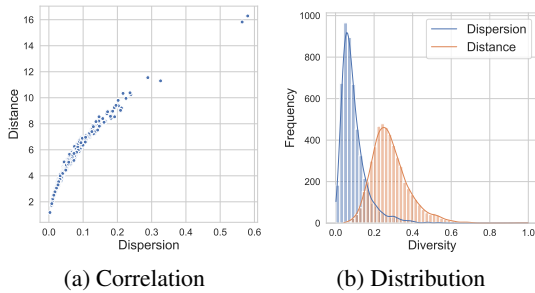 16
14
12
10
8
6
4
2
Distance
0.0 0.1 0.2 0.3 0.4 0.5 0.6
Dispersion
(a) Correlation
1000
800
600
400
200
0
Frequency
Dispersion
Distance
0.0 0.2 0.4 0.6 0.8 1.0
Diversity
(b) Distribution